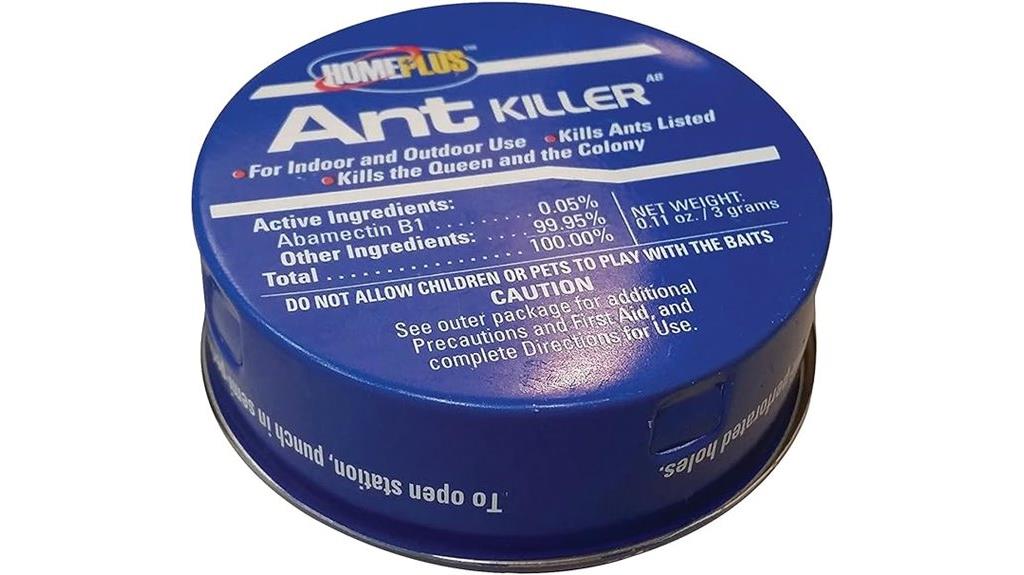 HOMEPLUS™
Ant KILLER AB
• For Indoor and Outdoor Use • Kills Ants Listed
• Kills the Queen and the Colony
Active Ingredients:
Abamectin B1 . . . . . . . . . 0.05%
Other Ingredients: . . . . . 99.95%
Total . . . . . . . . . . . . . . . . . . . 100.00%
NET WEIGHT:
0.11 oz. / 3 grams
DO NOT ALLOW CHILDREN OR PETS TO PLAY WITH THE BAITS
CAUTION
See outer package for additional
Precautions and First Aid, and
complete Directions for Use.
To open station, punch in
perforated holes.